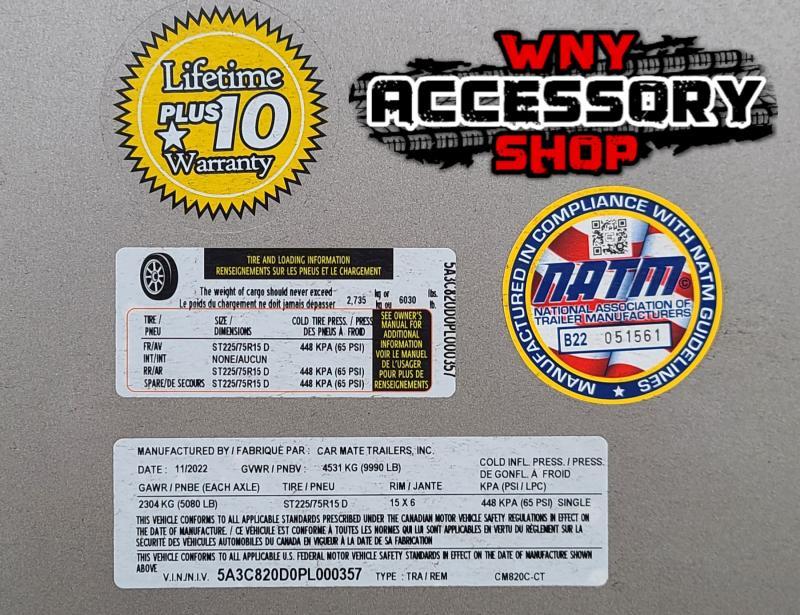 Lifetime
PLUS 10
Warranty
WNY
ACCESSORY
SHOP
MANUFACTURED IN COMPLIANCE WITH NATM GUIDELINES
NATM
NATIONAL ASSOCIATION OF
TRAILER MANUFACTURERS
B22 051561
TIRE AND LOADING INFORMATION
RENSEIGNEMENTS SUR LES PNEUS ET LE CHARGEMENT
The weight of cargo should never exceed kg or lbs.
Le poids du chargement ne doit jamais dépasser 2,735 kg ou 6030 lb.
TIRE / SIZE / COLD TIRE PRESS. / PRESS
PNEU DIMENSIONS DES PNEUS À FROID
FR/AV ST225/75R15 D 448 KPA (65 PSI)
INT/INT NONE/AUCUN
RR/AR ST225/75R15 D 448 KPA (65 PSI)
SPARE/DE SECOURS ST225/75R15 D 448 KPA (65 PSI)
SEE OWNER'S
MANUAL FOR
ADDITIONAL
INFORMATION
VOIR LE MANUEL
DE L'USAGER
POUR PLUS DE
RENSEIGNEMENTS
5A3C820D0PL000357
MANUFACTURED BY / FABRIQUÉ PAR : CAR MATE TRAILERS, INC.
DATE : 11/2022 GVWR / PNBV : 4531 KG (9990 LB)
COLD INFL. PRESS. / PRESS.
DE GONFL. À FROID
GAWR / PNBE (EACH AXLE) TIRE / PNEU RIM / JANTE KPA (PSI / LPC)
2304 KG (5080 LB) ST225/75R15 D 15 X 6 448 KPA (65 PSI) SINGLE
THIS VEHICLE CONFORMS TO ALL APPLICABLE STANDARDS PRESCRIBED UNDER THE CANADIAN MOTOR VEHICLE SAFETY REGULATIONS IN EFFECT ON
THE DATE OF MANUFACTURE. / CE VÉHICULE EST CONFORME À TOUTES LES NORMES QUI LUI SONT APPLICABLES EN VERTU DU RÈGLEMENT SUR LA
SÉCURITÉ DES VÉHICULES AUTOMOBILES DU CANADA EN VIGUEUR À LA DATE DE SA FABRICATION
THIS VEHICLE CONFORMS TO ALL APPLICABLE U.S. FEDERAL MOTOR VEHICLE SAFETY STANDARDS IN EFFECT ON THE DATE OF MANUFACTURE SHOWN
ABOVE
V.I.N./N.I.V. 5A3C820D0PL000357 TYPE : TRA / REM CM820C-CT